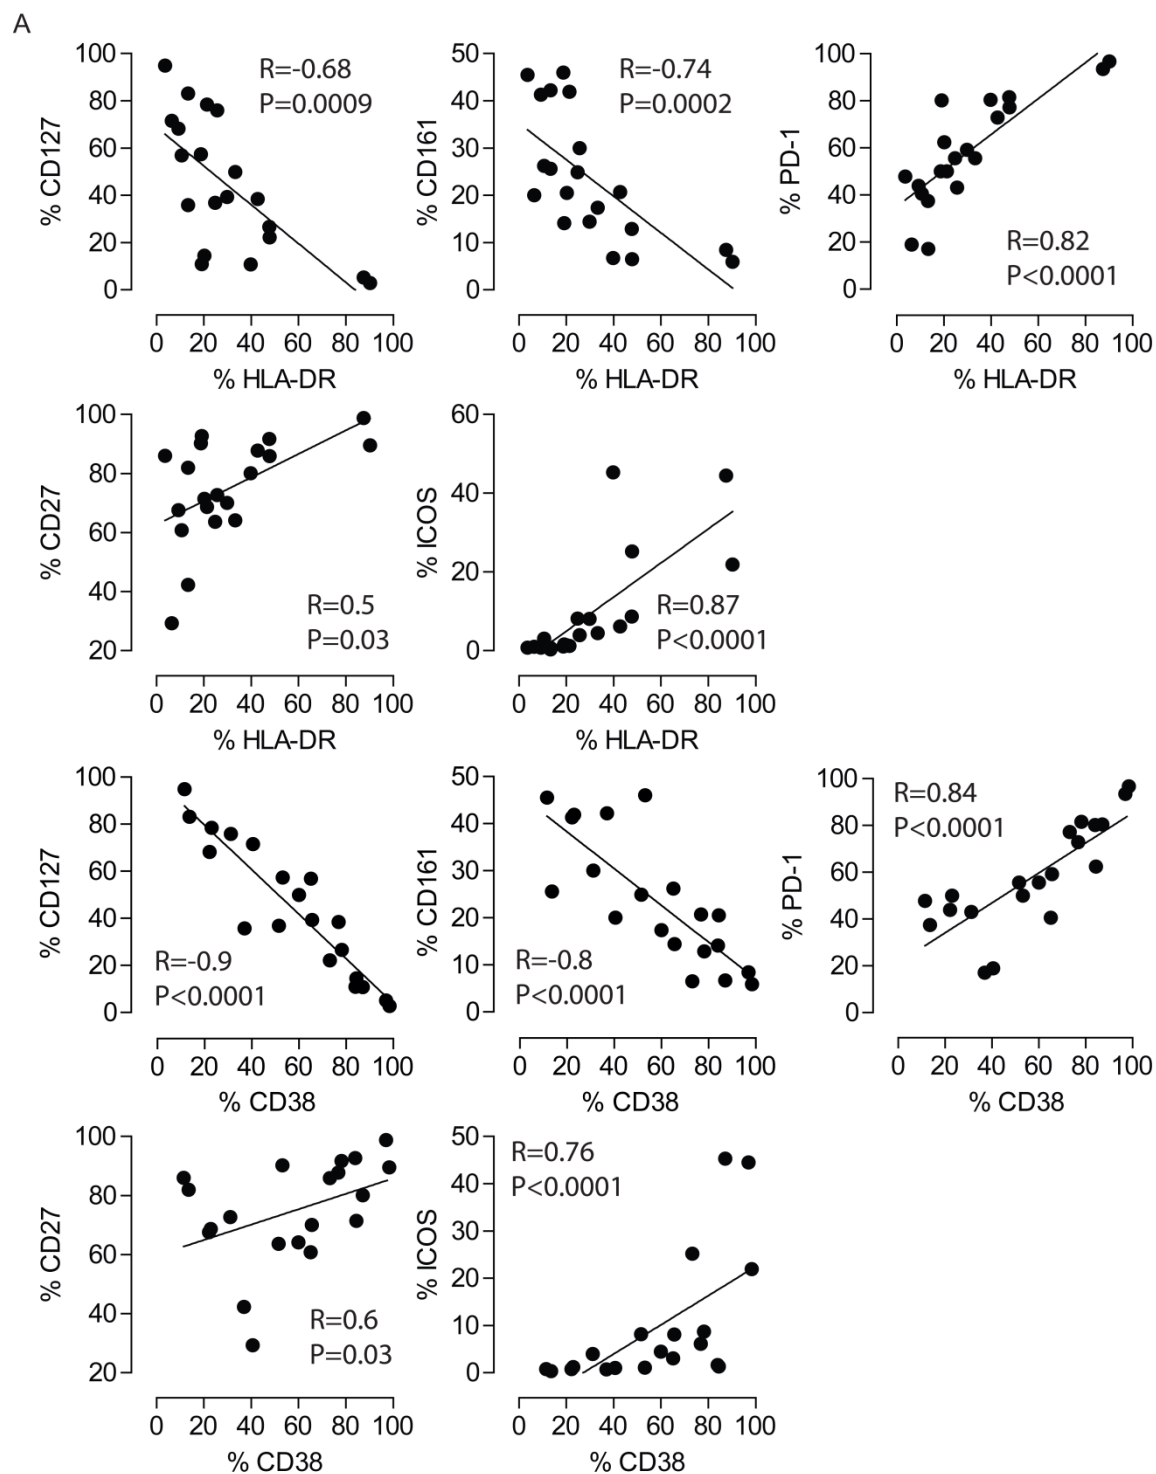 A
% CD127
100
80
60
40
20
0
R=-0.68
P=0.0009
0 20 40 60 80 100
% HLA-DR
% CD161
50
40
30
20
10
0
R=-0.74
P=0.0002
0 20 40 60 80 100
% HLA-DR
% PD-1
100
80
60
40
20
0
R=0.82
P<0.0001
0 20 40 60 80 100
% HLA-DR
% CD27
100
80
60
40
20
R=0.5
P=0.03
0 20 40 60 80 100
% HLA-DR
% ICOS
60
40
20
0
R=0.87
P<0.0001
0 20 40 60 80 100
% HLA-DR
% CD127
100
80
60
40
20
0
R=-0.9
P<0.0001
0 20 40 60 80 100
% CD38
% CD161
50
40
30
20
10
0
R=-0.8
P<0.0001
0 20 40 60 80 100
% CD38
% PD-1
100
80
60
40
20
0
R=0.84
P<0.0001
0 20 40 60 80 100
% CD38
% CD27
100
80
60
40
20
R=0.6
P=0.03
0 20 40 60 80 100
% CD38
% ICOS
50
40
30
20
10
0
R=0.76
P<0.0001
0 20 40 60 80 100
% CD38